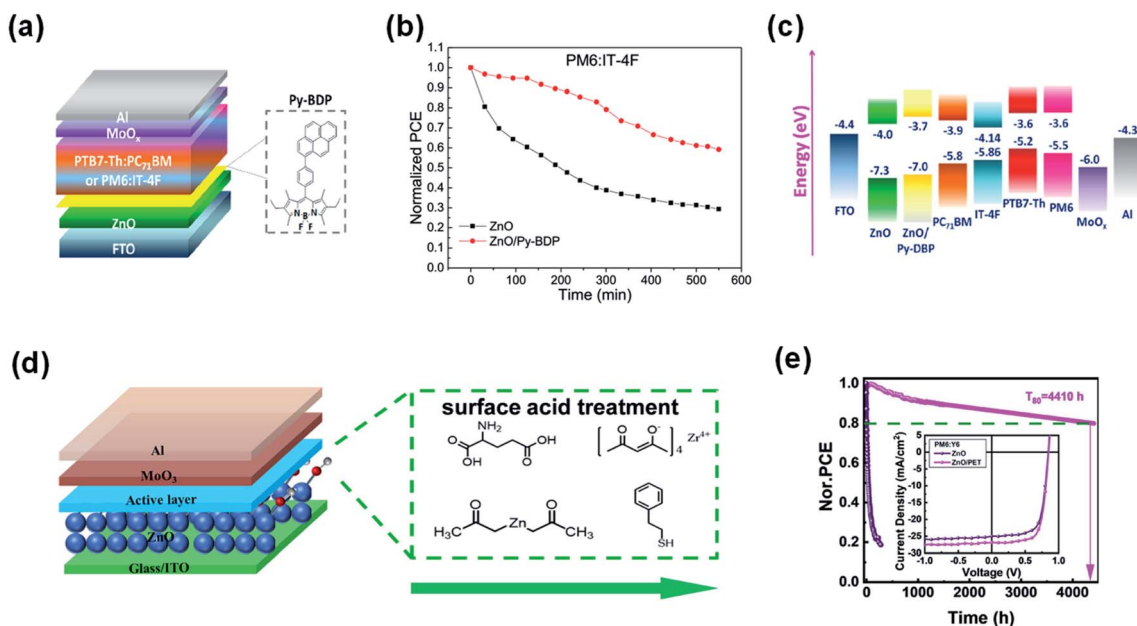 (a)
Al
MoOₓ
PTB7-Th:PC₇₁BM
or PM6:IT-4F
ZnO
FTO
Py-BDP
N
B
N
F F
(b)
PM6:IT-4F
Normalized PCE
1.1
1.0
0.9
0.8
0.7
0.6
0.5
0.4
0.3
0.2
0.1
0.0
ZnO
ZnO/Py-BDP
0 100 200 300 400 500 600
Time (min)
(c)
Energy (eV)
-4.4
-4.0
-3.7
-3.9
-4.14
-3.6
-3.6
-4.3
-7.3
-7.0
-5.8
-5.86
-5.2
-5.5
-6.0
FTO
ZnO
ZnO/
Py-DBP
PC₇₁BM
IT-4F
PTB7-Th
PM6
MoOₓ
Al
(d)
Al
MoO₃
Active layer
ZnO
Glass/ITO
surface acid treatment
NH₂
O
O
OH
OH
O O⁻
4
Zr⁴⁺
O
O
H₃C
Zn
CH₃
SH
(e)
Nor.PCE
1.0
0.8
0.6
0.4
0.2
0.0
T₈₀=4410 h
PM6:Y6
ZnO
ZnO/PET
Current Density (mA/cm²)
5
0
-5
-10
-15
-20
-25
-30
-1.0 -0.5 0.0 0.5 1.0
Voltage (V)
0 1000 2000 3000 4000
Time (h)